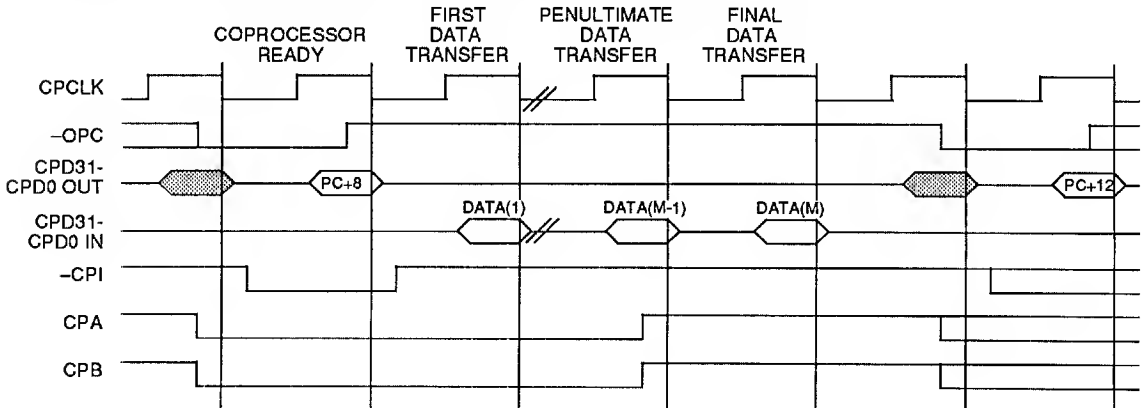 COPROCESSOR
READY
FIRST
DATA
TRANSFER
PENULTIMATE
DATA
TRANSFER
FINAL
DATA
TRANSFER
CPCLK
–OPC
CPD31-
CPD0 OUT
PC+8
PC+12
CPD31-
CPD0 IN
DATA(1)
DATA(M-1)
DATA(M)
–CPI
CPA
CPB